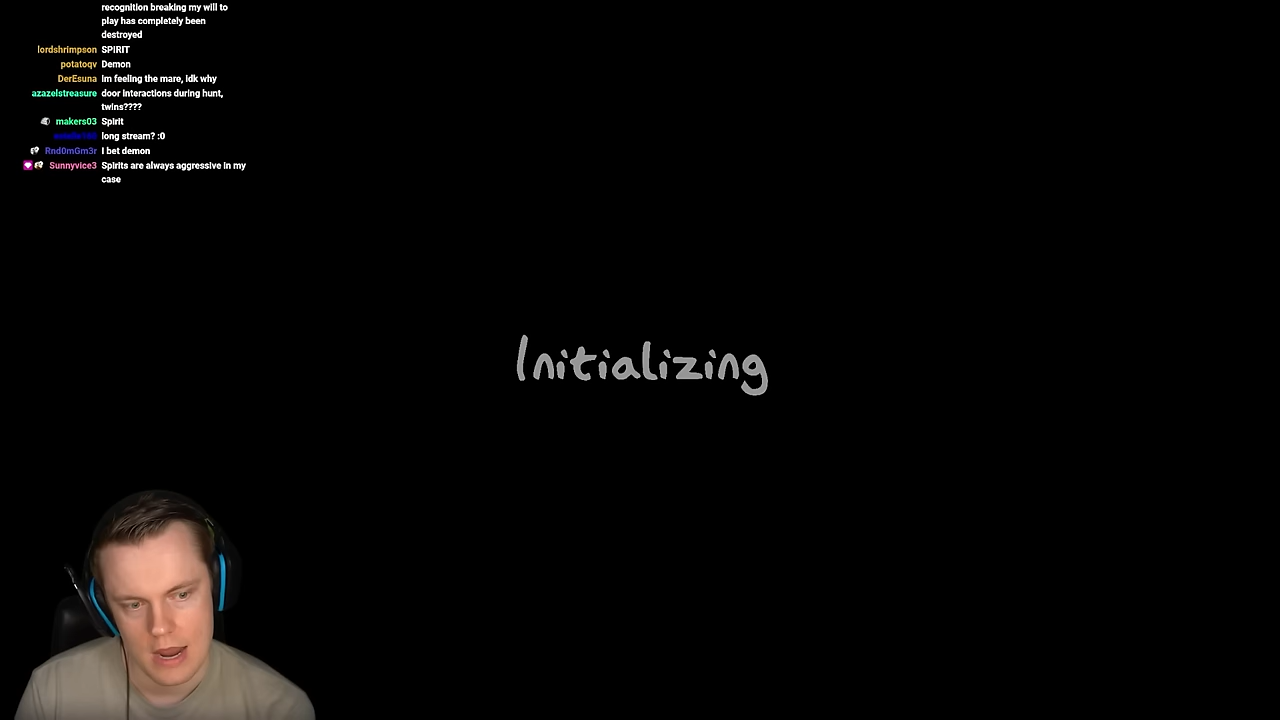 recognition breaking my will to
play has completely been
destroyed
lordshrimpson SPIRIT
potatoqv Demon
DerEsuna Im feeling the mare, idk why
azazelstreasure door interactions during hunt,
twins????
makers03 Spirit
long stream? :0
Rnd0mGm3r I bet demon
Sunnyvice3 Spirits are always aggressive in my
case
Initializing